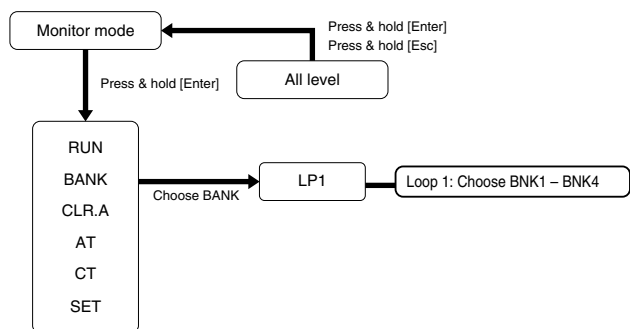 Monitor mode
Press & hold [Enter]
Press & hold [Esc]
All level
Press & hold [Enter]
RUN
BANK
CLR.A
AT
CT
SET
Choose BANK
LP1
Loop 1: Choose BNK1 – BNK4